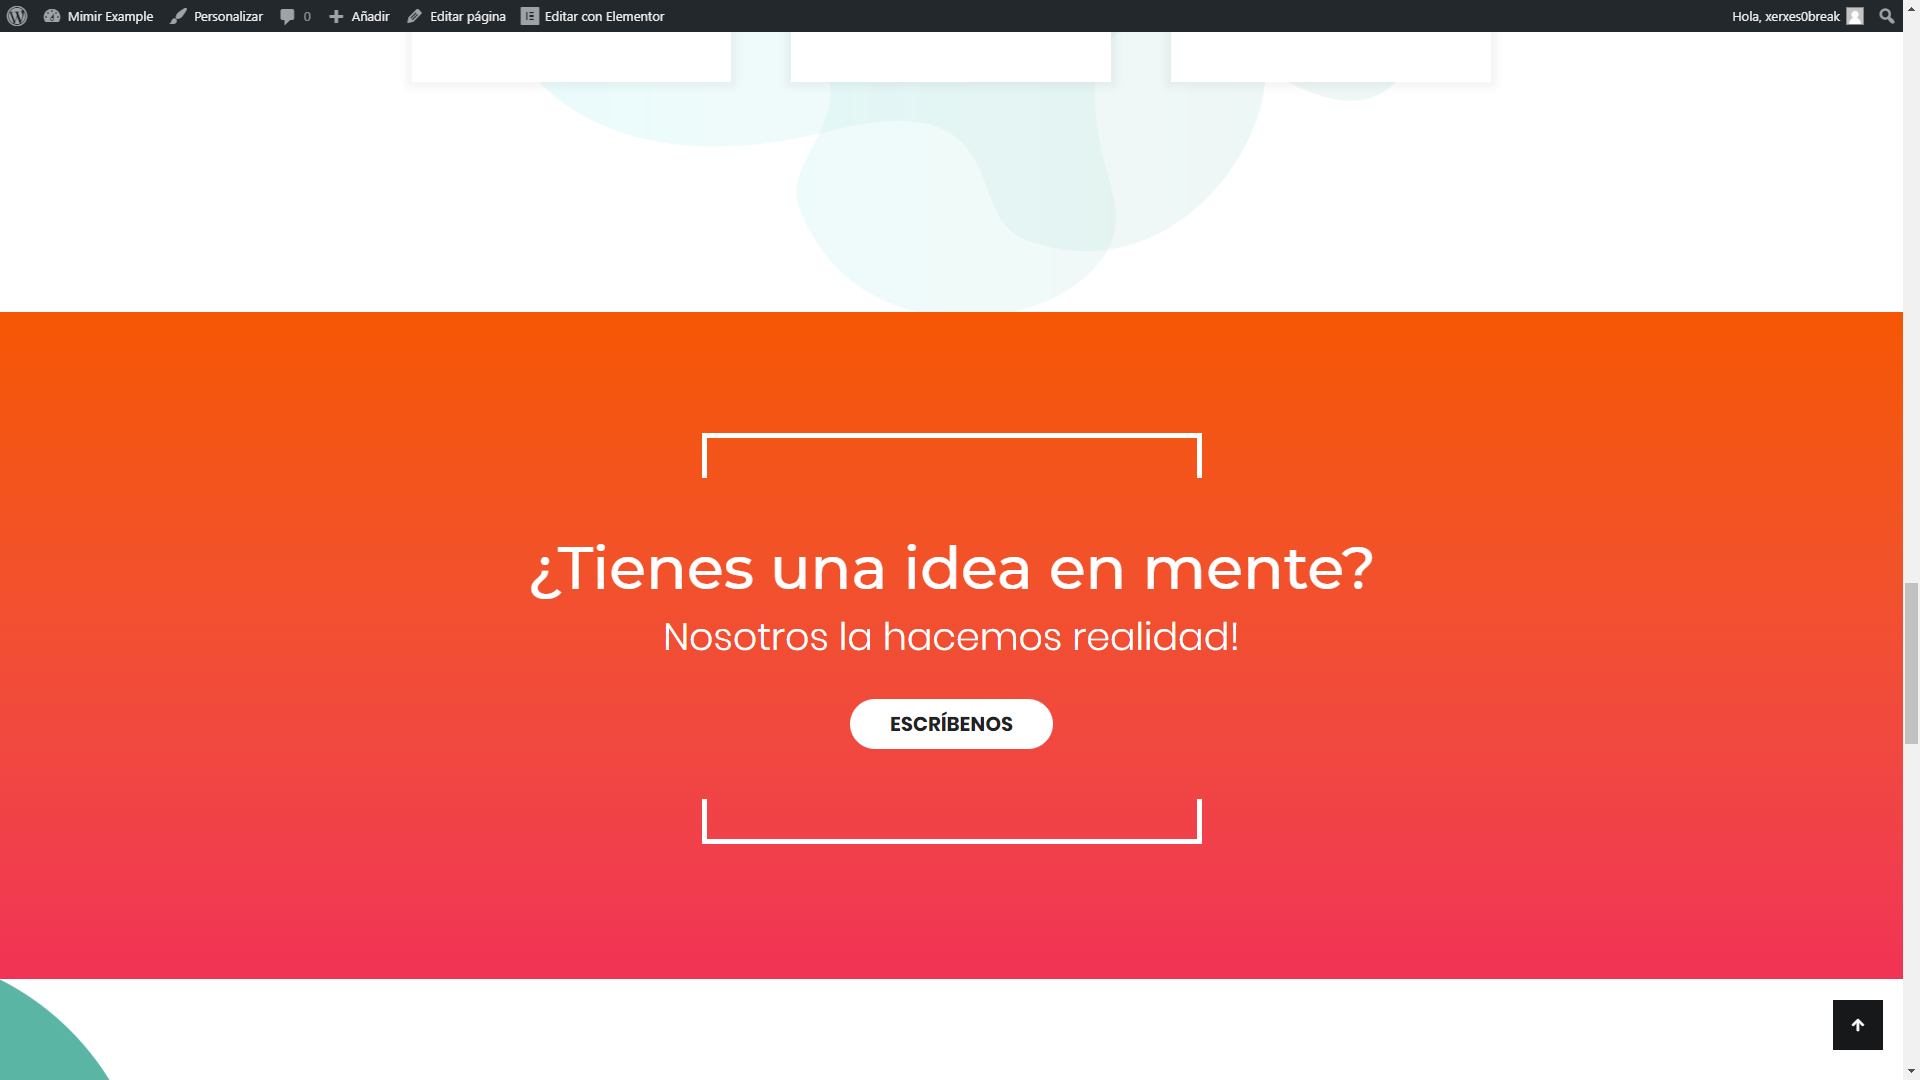 Mimir Example
Personalizar
0
Añadir
Editar página
Editar con Elementor
Hola, xerxes0break
¿Tienes una idea en mente?
Nosotros la hacemos realidad!
ESCRÍBENOS